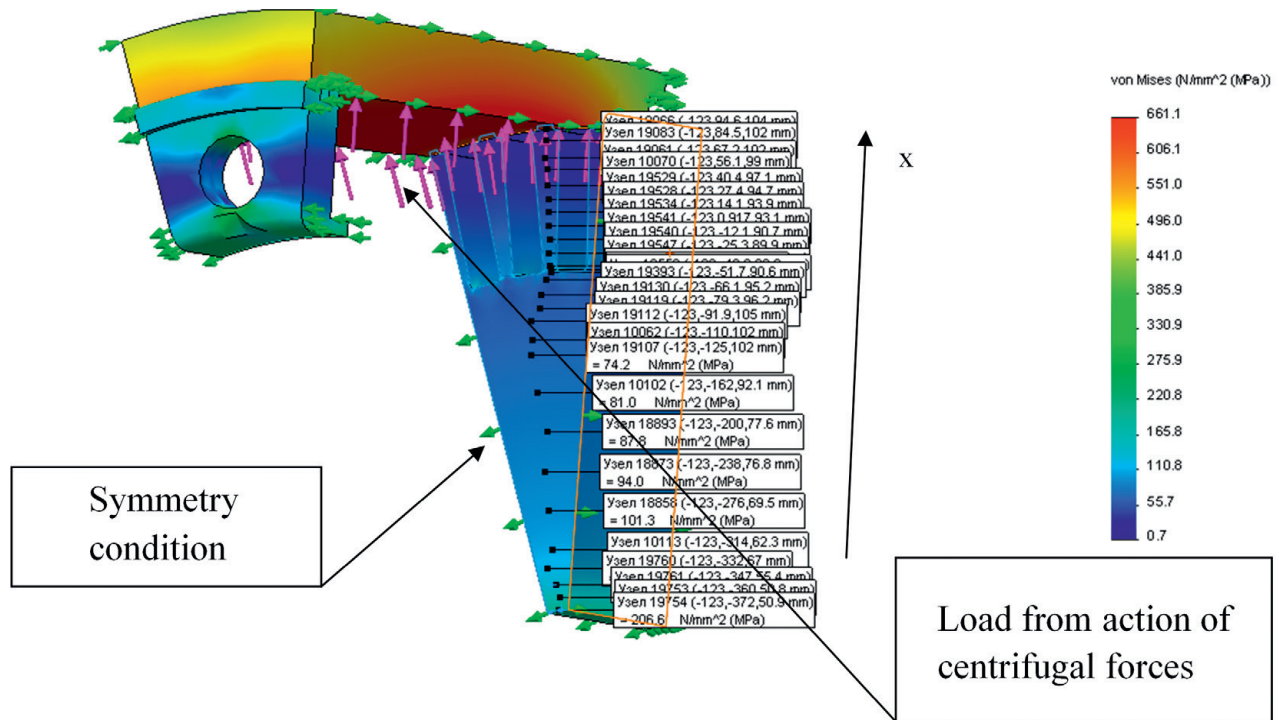 von Mises (N/mm^2 (MPa))
661.1
606.1
551.0
496.0
441.0
385.9
330.9
275.9
220.8
165.8
110.8
55.7
0.7
x
Узел 19083 (-123,84.5,102 mm)
Узел 10070 (-123,56.1,99 mm)
Узел 19529 (-123,40.4,97.1 mm)
Узел 19528 (-123,27.4,94.7 mm)
Узел 19534 (-123,14.1,93.9 mm)
Узел 19541 (-123,0.917,93.1 mm)
Узел 19540 (-123,-12.1,90.7 mm)
Узел 19547 (-123,-25.3,89.9 mm)
Узел 19393 (-123,-51.7,90.6 mm)
Узел 19130 (-123,-66.1,95.2 mm)
Узел 19119 (-123,-79.3,96.2 mm)
Узел 19112 (-123,-91.9,105 mm)
Узел 10062 (-123,-110,102 mm)
Узел 19107 (-123,-125,102 mm)
= 74.2 N/mm^2 (MPa)
Узел 10102 (-123,-162,92.1 mm)
= 81.0 N/mm^2 (MPa)
Узел 18893 (-123,-200,77.6 mm)
= 87.8 N/mm^2 (MPa)
Узел 18873 (-123,-238,76.8 mm)
= 94.0 N/mm^2 (MPa)
Узел 18858 (-123,-276,69.5 mm)
= 101.3 N/mm^2 (MPa)
Узел 10113 (-123,-314,62.3 mm)
Узел 19760 (-123,-332,67 mm)
Узел 19761 (-123,-347,55.4 mm)
Узел 19753 (-123,-360,50.8 mm)
Узел 19754 (-123,-372,50.9 mm)
= 206.6 N/mm^2 (MPa)
Symmetry
condition
Load from action of
centrifugal forces